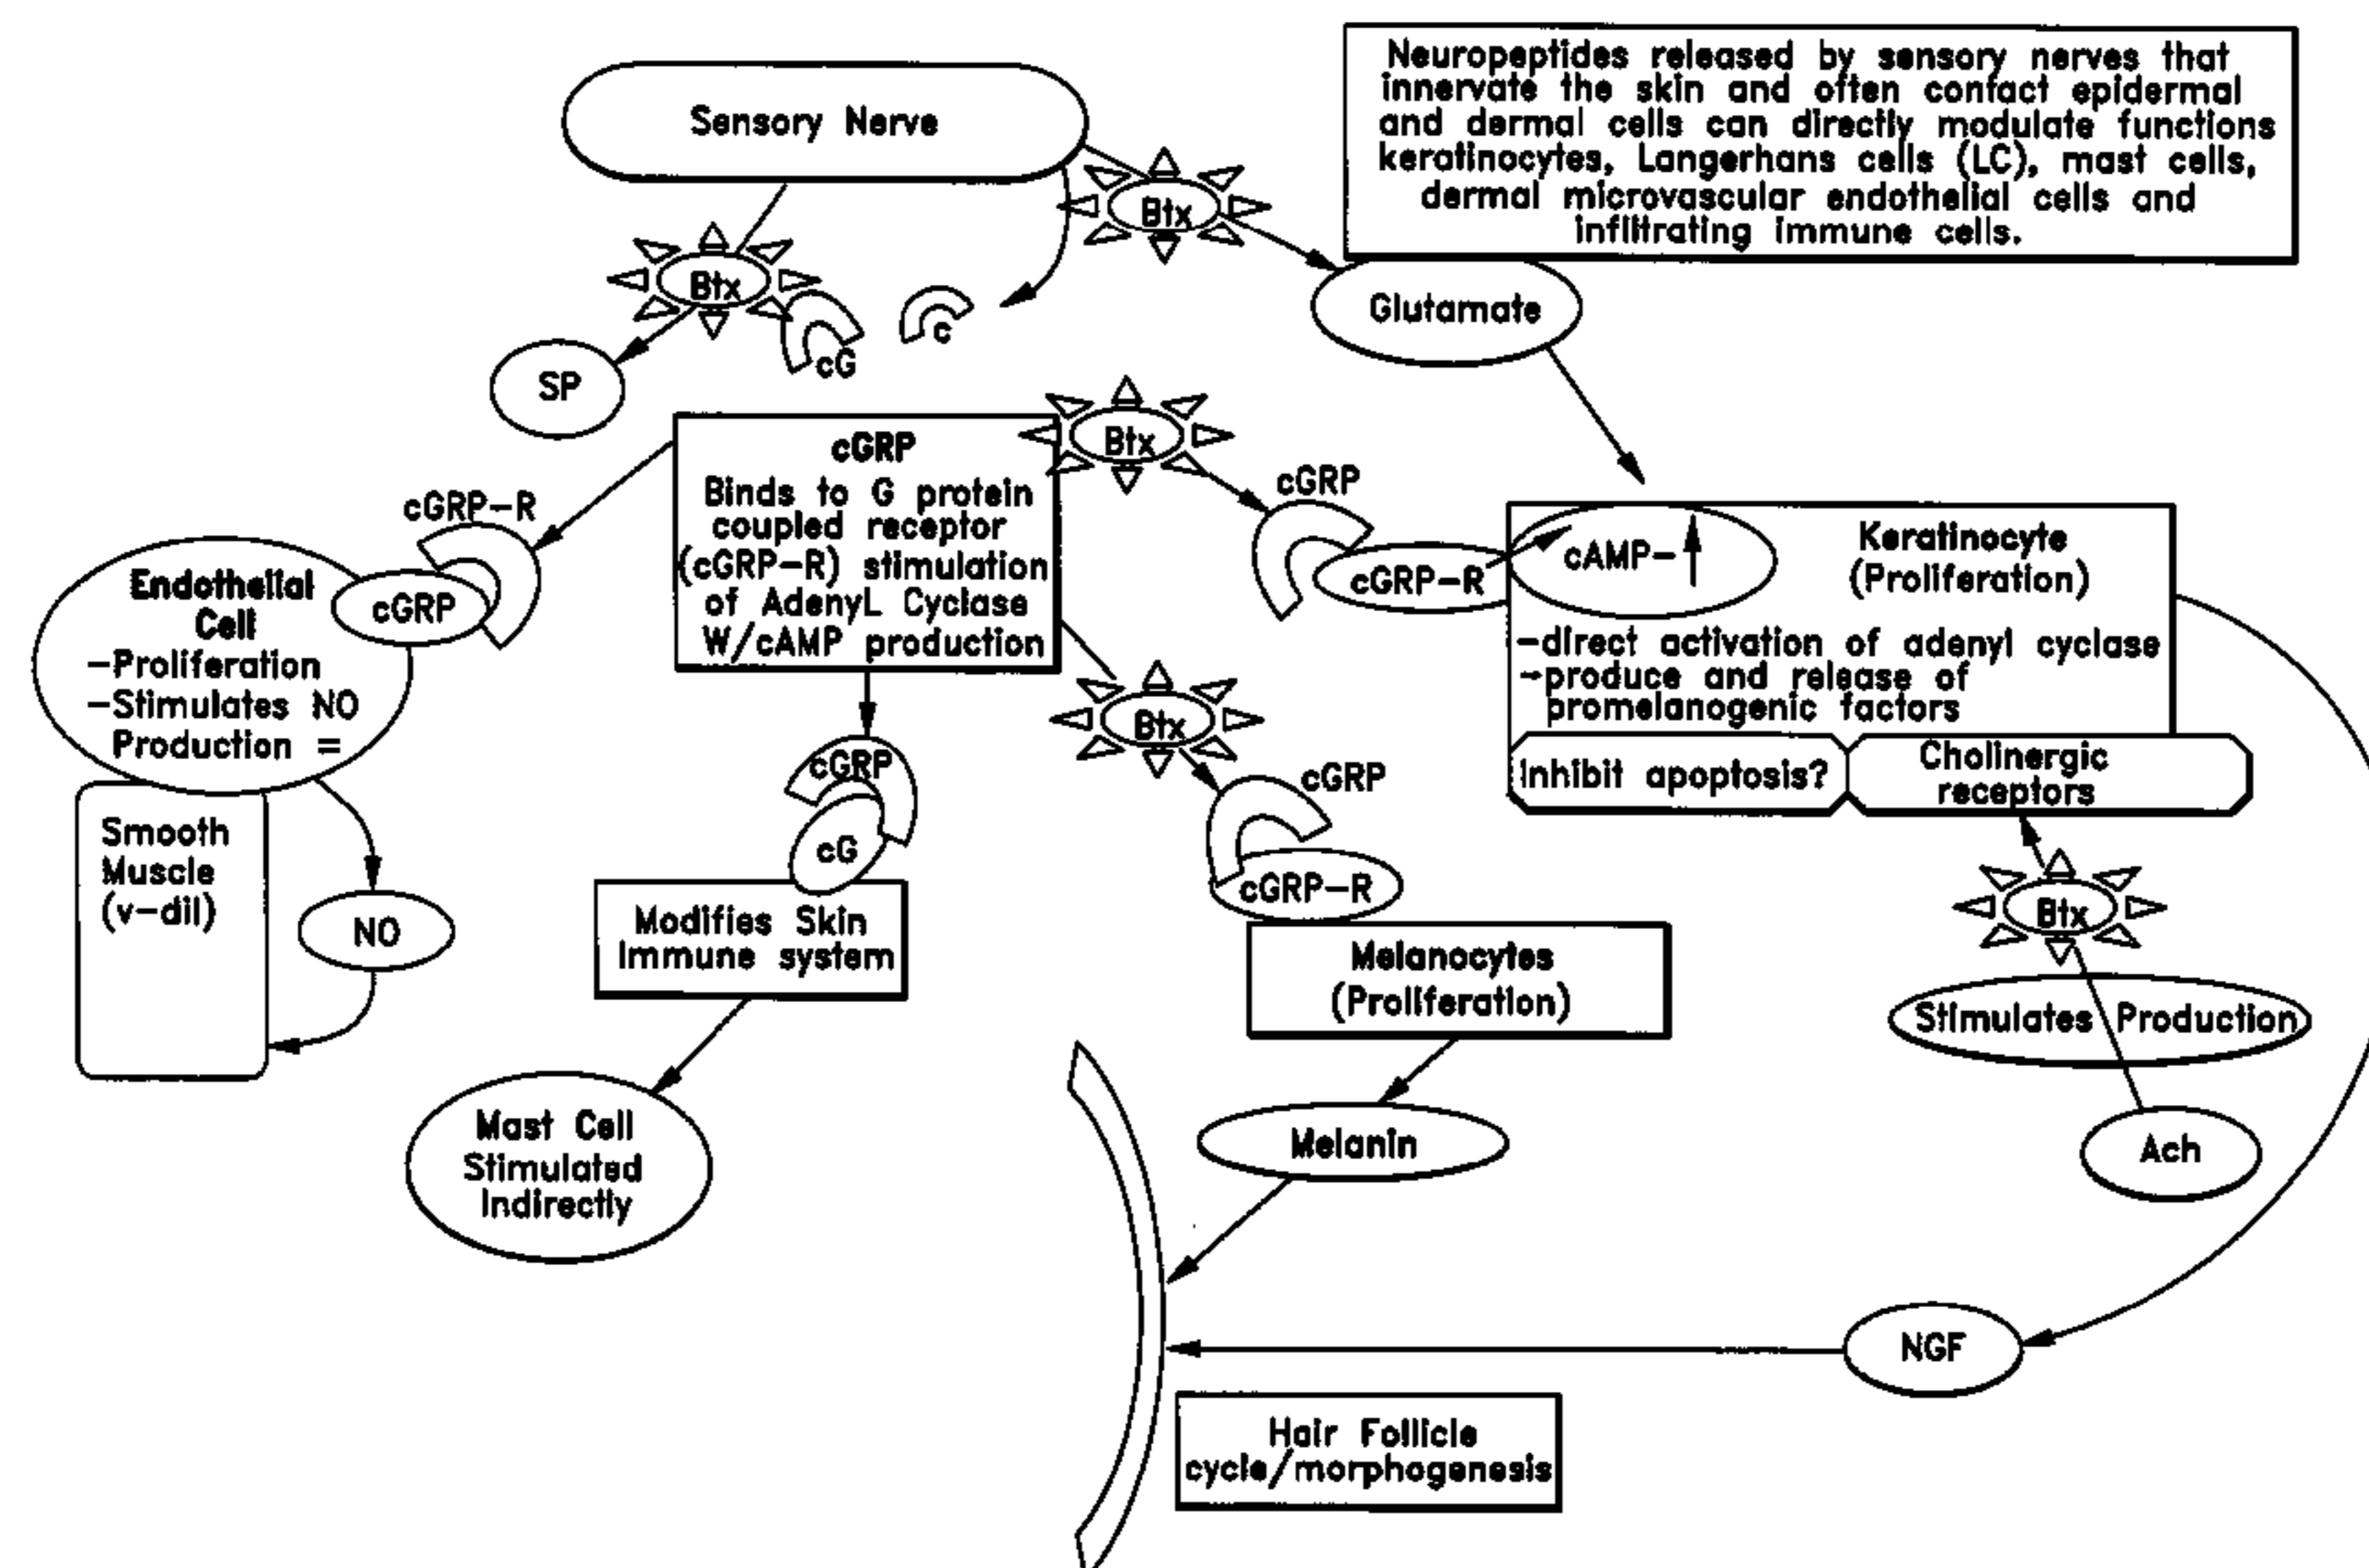 Neuropeptides released by sensory nerves that
innervate the skin and often contact epidermal
and dermal cells can directly modulate functions
keratinocytes, Langerhans cells (LC), mast cells,
dermal microvascular endothelial cells and
infiltrating immune cells.
Sensory Nerve
Btx
Btx
Glutamate
SP
cG
c
cGRP
Binds to G protein
coupled receptor
(cGRP-R) stimulation
of AdenyL Cyclase
W/cAMP production
Btx
cGRP
cGRP-R
cGRP-R
cGRP
Endothelial
Cell
-Proliferation
-Stimulates NO
Production =
cAMP-
Keratinocyte
(Proliferation)
-direct activation of adenyl cyclase
-produce and release of
promelanogenic factors
Inhibit apoptosis?
Cholinergic
receptors
Btx
cGRP
cGRP-R
cGRP
cG
Smooth
Muscle
(v-dil)
NO
Modifies Skin
Immune system
Melanocytes
(Proliferation)
Btx
Stimulates Production
Ach
Mast Cell
Stimulated
Indirectly
Melanin
NGF
Hair Follicle
cycle/morphogenesis